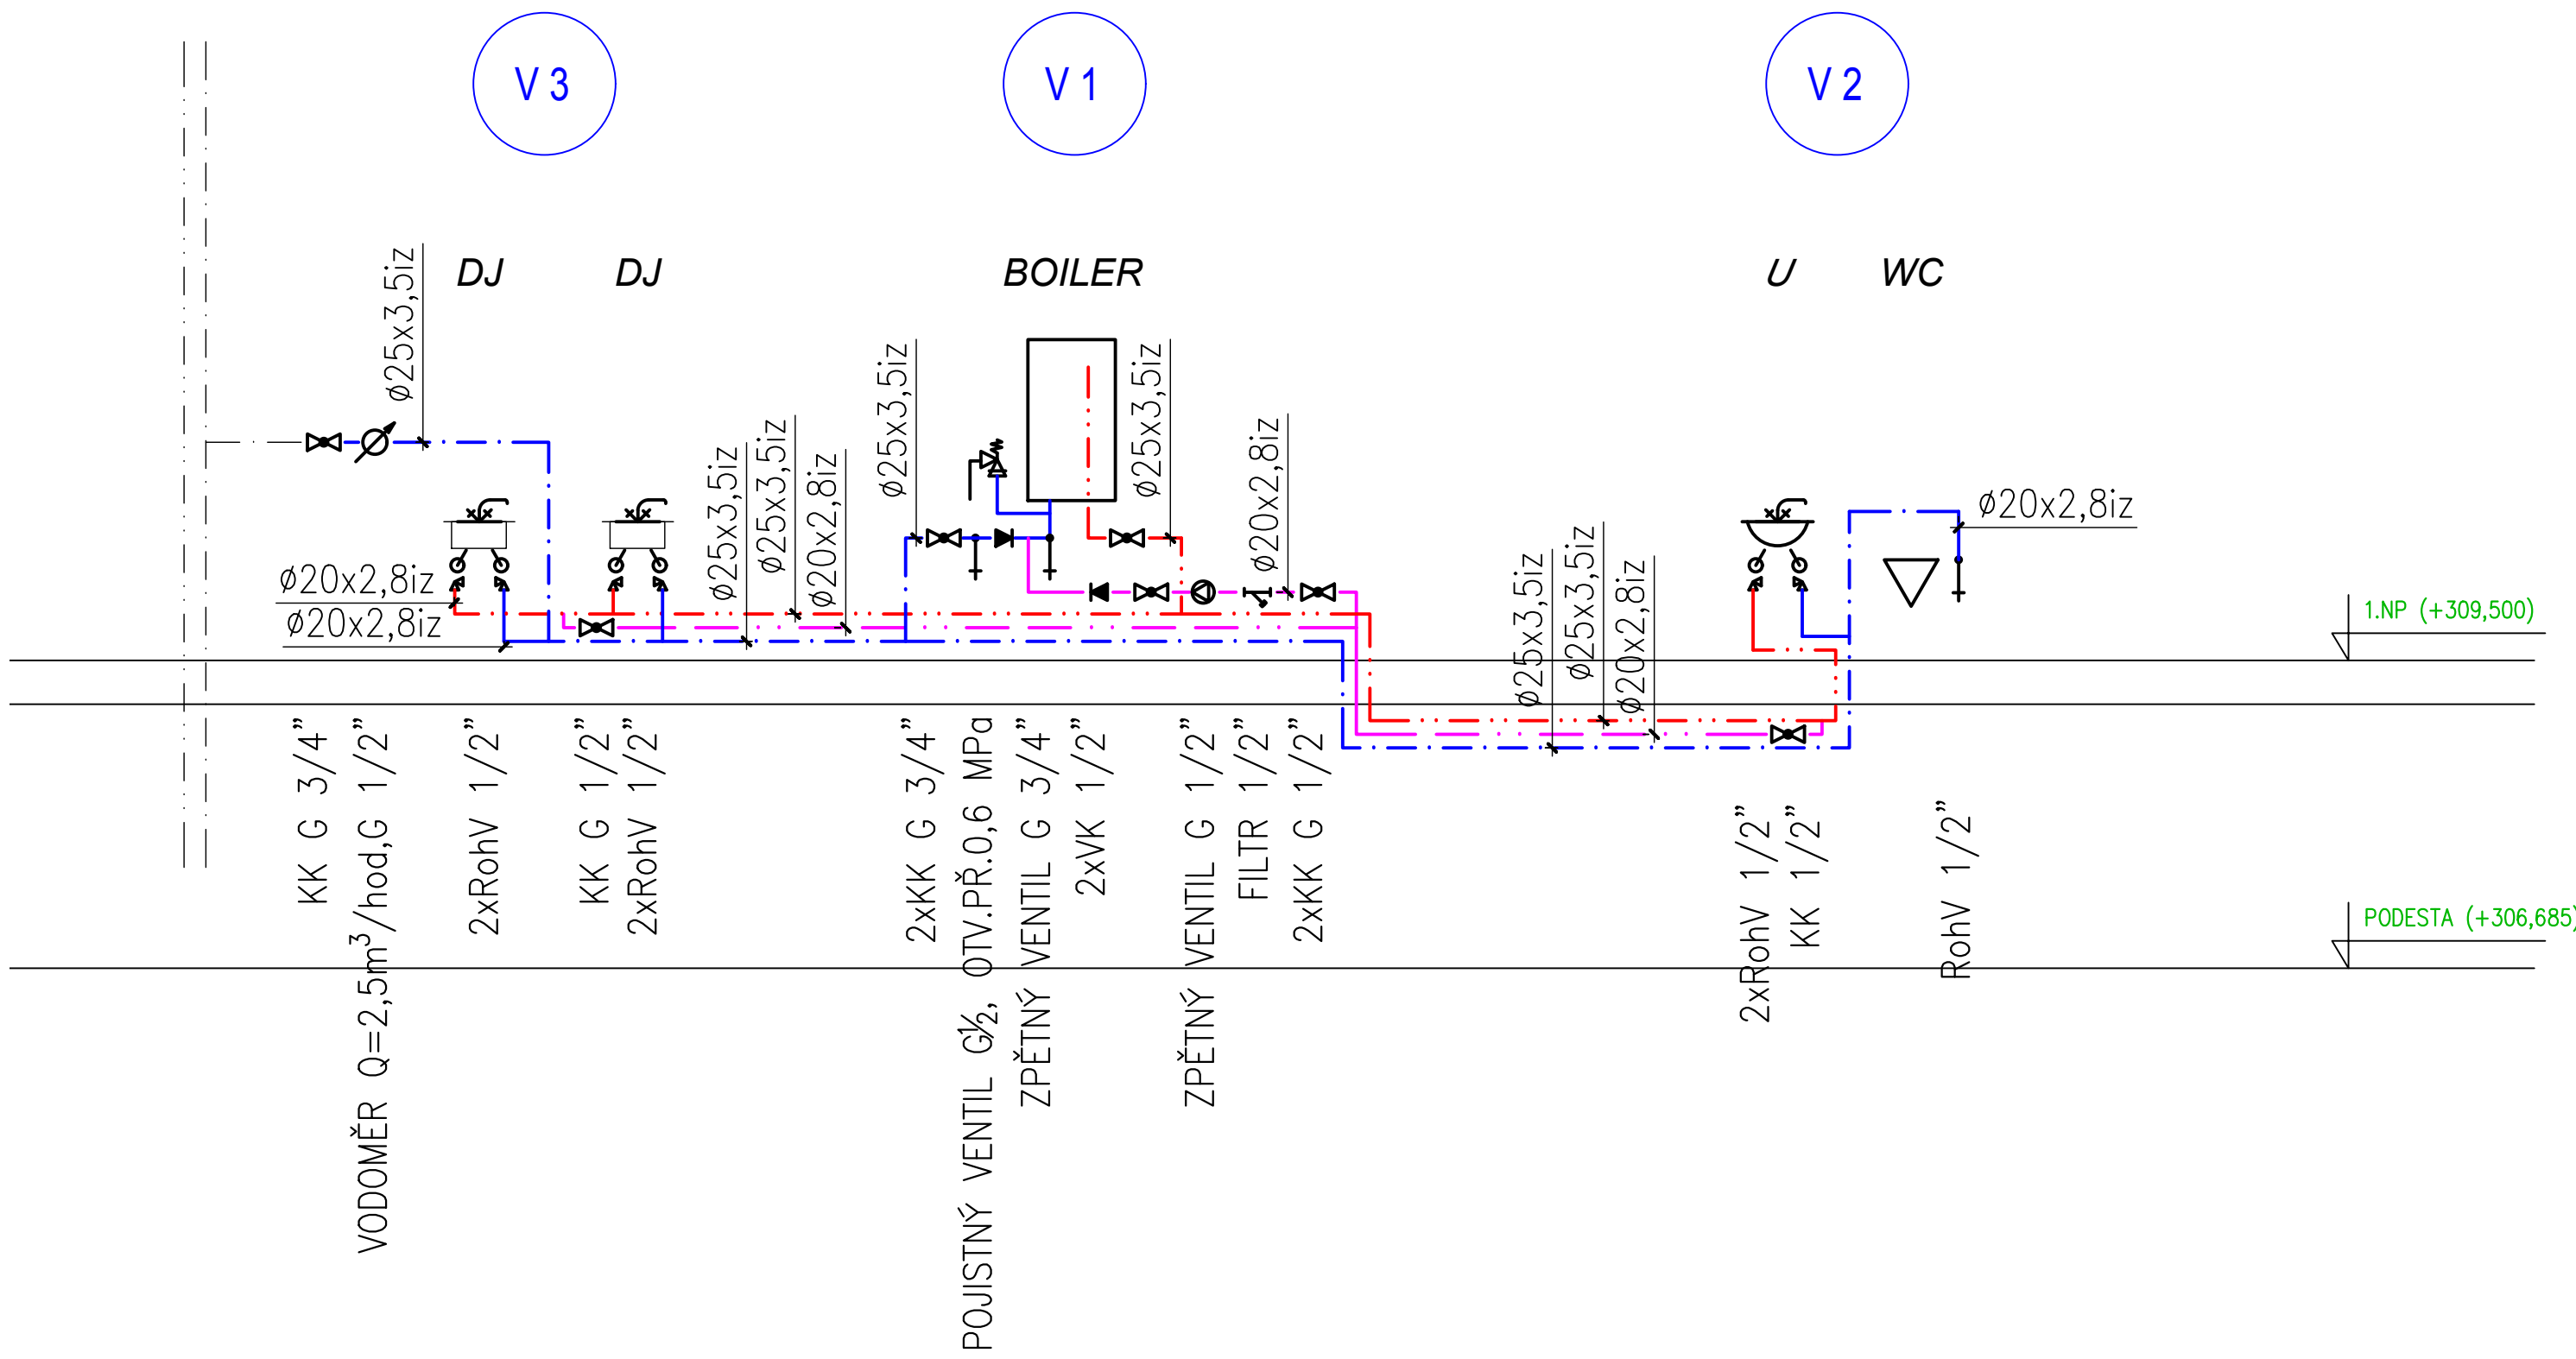 V 3
V 1
V 2
DJ
DJ
BOILER
U
WC
ø25x3,5iz
ø25x3,5iz
ø25x3,5iz
ø20x2,8iz
ø25x3,5iz
ø25x3,5iz
ø20x2,8iz
ø20x2,8iz
ø20x2,8iz
ø20x2,8iz
ø25x3,5iz
ø25x3,5iz
ø20x2,8iz
1.NP (+309,500)
PODESTA (+306,685)
KK G 3/4"
VODOMĚR Q=2,5m³/hod,G 1/2"
2xRohV 1/2"
KK G 1/2"
2xRohV 1/2"
2xKK G 3/4"
POJISTNÝ VENTIL G½, OTV.PŘ.0,6 MPa
ZPĚTNÝ VENTIL G 3/4"
2xVK 1/2"
ZPĚTNÝ VENTIL G 1/2"
FILTR 1/2"
2xKK G 1/2"
2xRohV 1/2"
KK 1/2"
RohV 1/2"